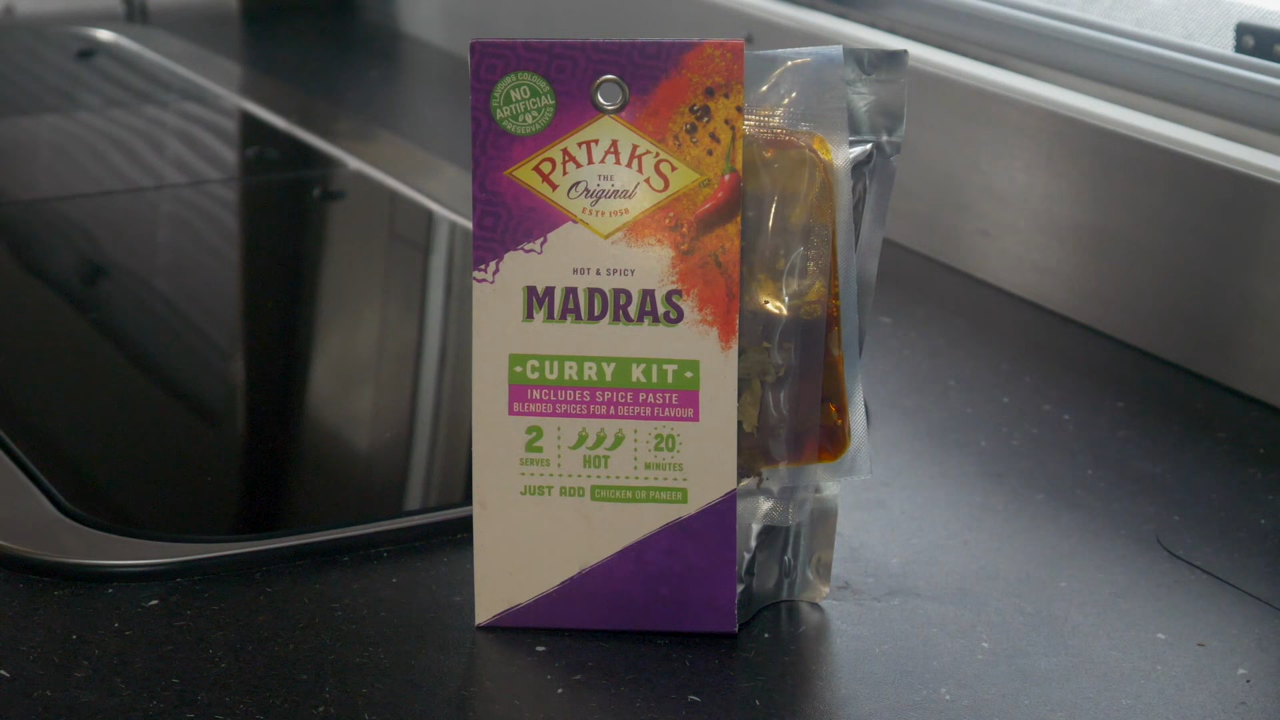 FLAVOURS COLOURS
NO
ARTIFICIAL
PRESERVATIVES
PATAK'S
THE
Original
ESTD 1958
HOT & SPICY
MADRAS
CURRY KIT
INCLUDES SPICE PASTE
BLENDED SPICES FOR A DEEPER FLAVOUR
2
SERVES
HOT
20
MINUTES
JUST ADD CHICKEN OR PANEER